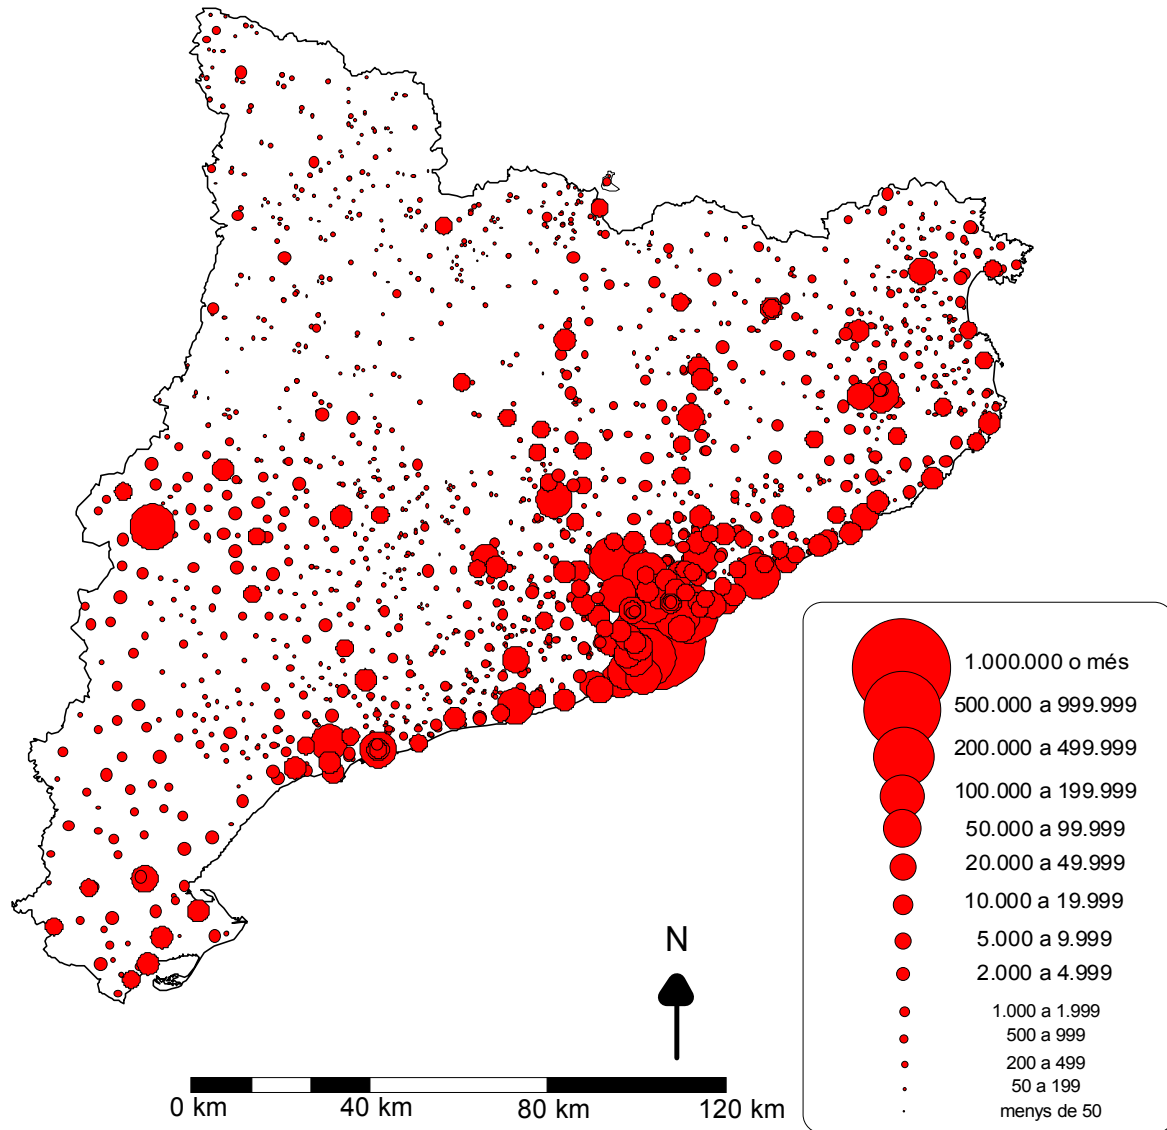 1.000.000 o més
500.000 a 999.999
200.000 a 499.999
100.000 a 199.999
50.000 a 99.999
20.000 a 49.999
10.000 a 19.999
5.000 a 9.999
2.000 a 4.999
1.000 a 1.999
500 a 999
200 a 499
50 a 199
menys de 50
N
0 km 40 km 80 km 120 km